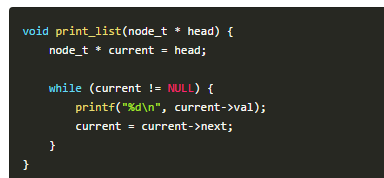 void print_list(node_t * head) {
    node_t * current = head;

    while (current != NULL) {
        printf("%d\n", current->val);
        current = current->next;
    }
}